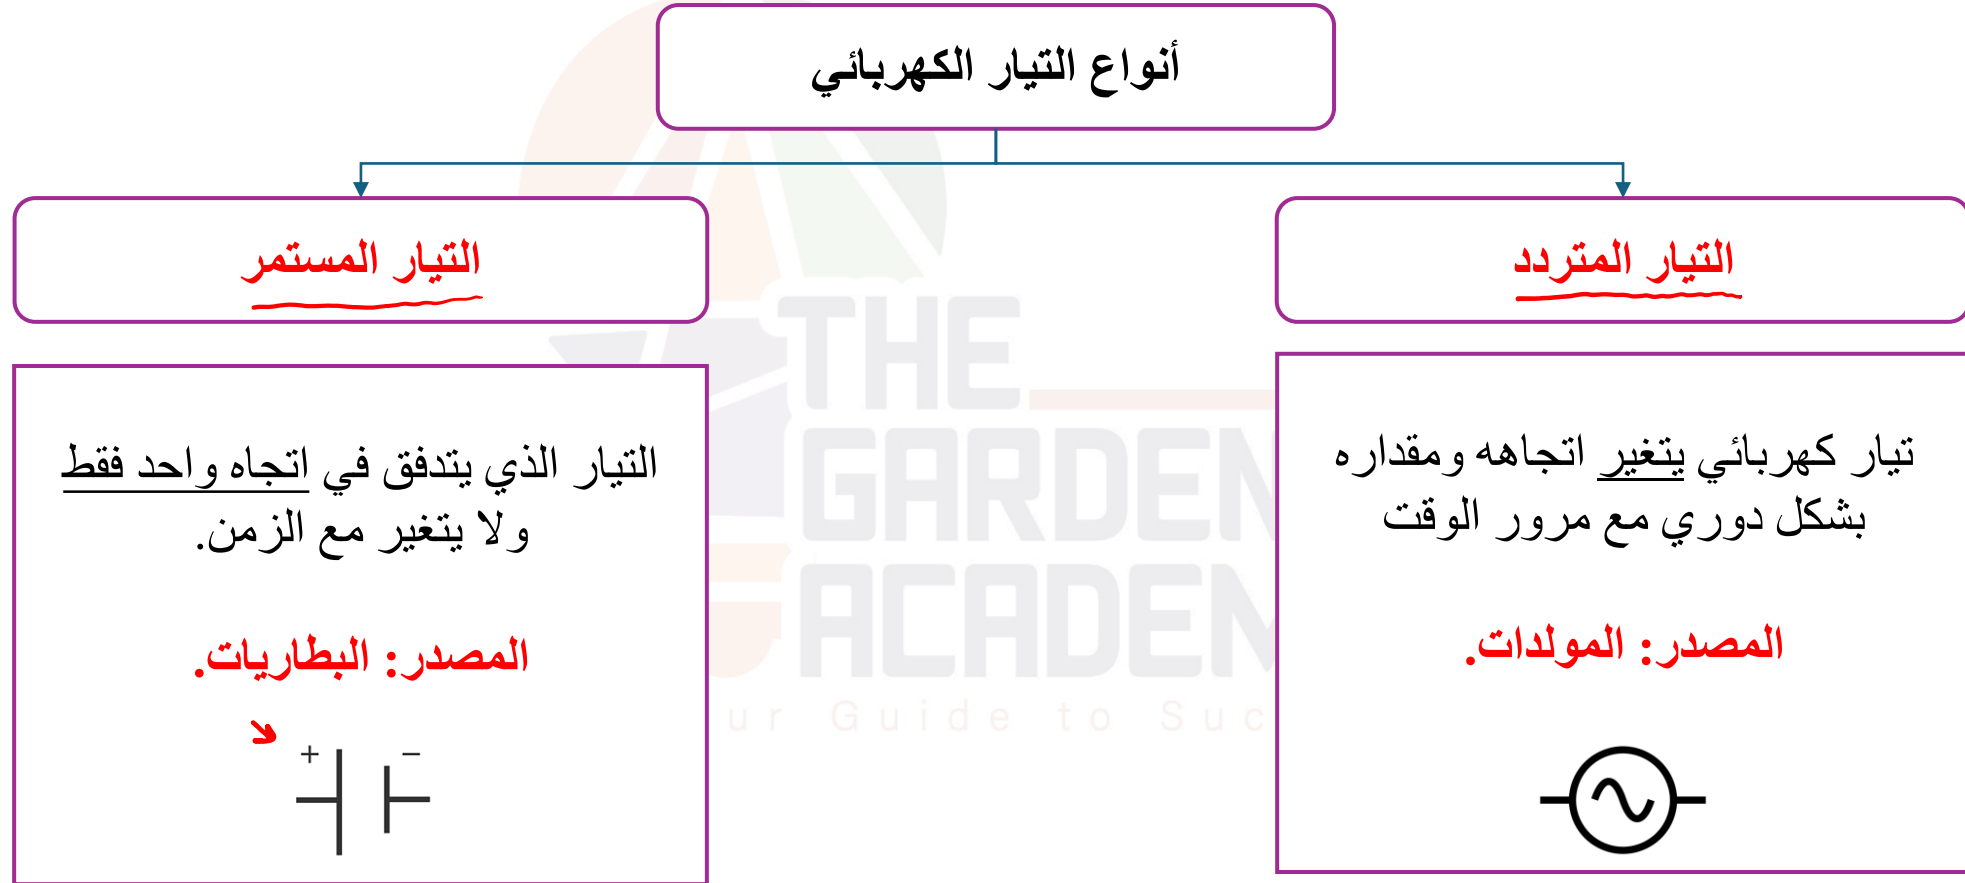 أنواع التيار الكهربائي
التيار المتردد
التيار المستمر
تيار كهربائي يتغير اتجاهه ومقداره
بشكل دوري مع مرور الوقت
المصدر: المولدات.
التيار الذي يتدفق في اتجاه واحد فقط
ولا يتغير مع الزمن.
المصدر: البطاريات.
+ −
THE
GARDEN
ACADEM
ur Guide to Suc